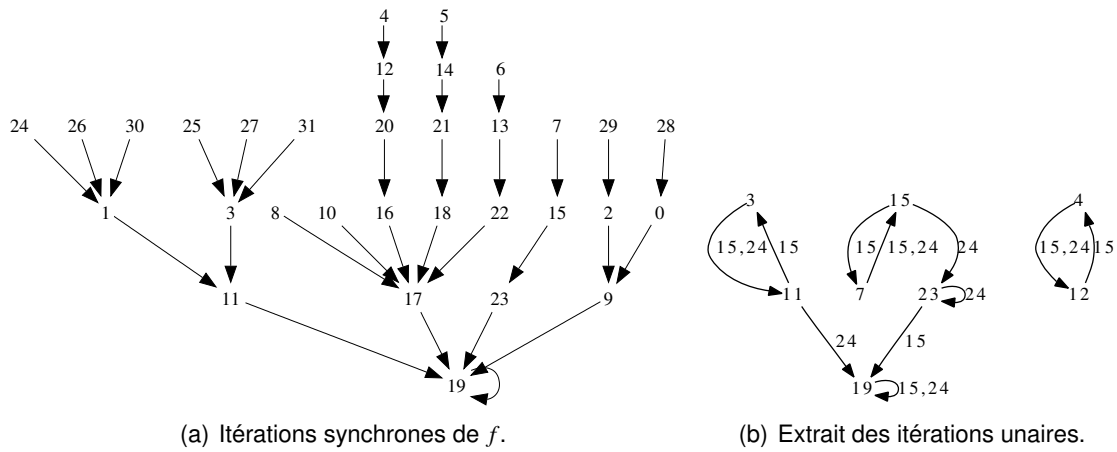 4 5
12 14 6
24 26 30 25 27 31 20 21 13 7 29 28
1 3 8 10 16 18 22 15 2 0
11 17 23 9
19
(a) Itérations synchrones de f.
3 15 4
15,24 15 15 15,24 24 15,24 15
11 7 23 24 12
24 15
19 15,24
(b) Extrait des itérations unaires.